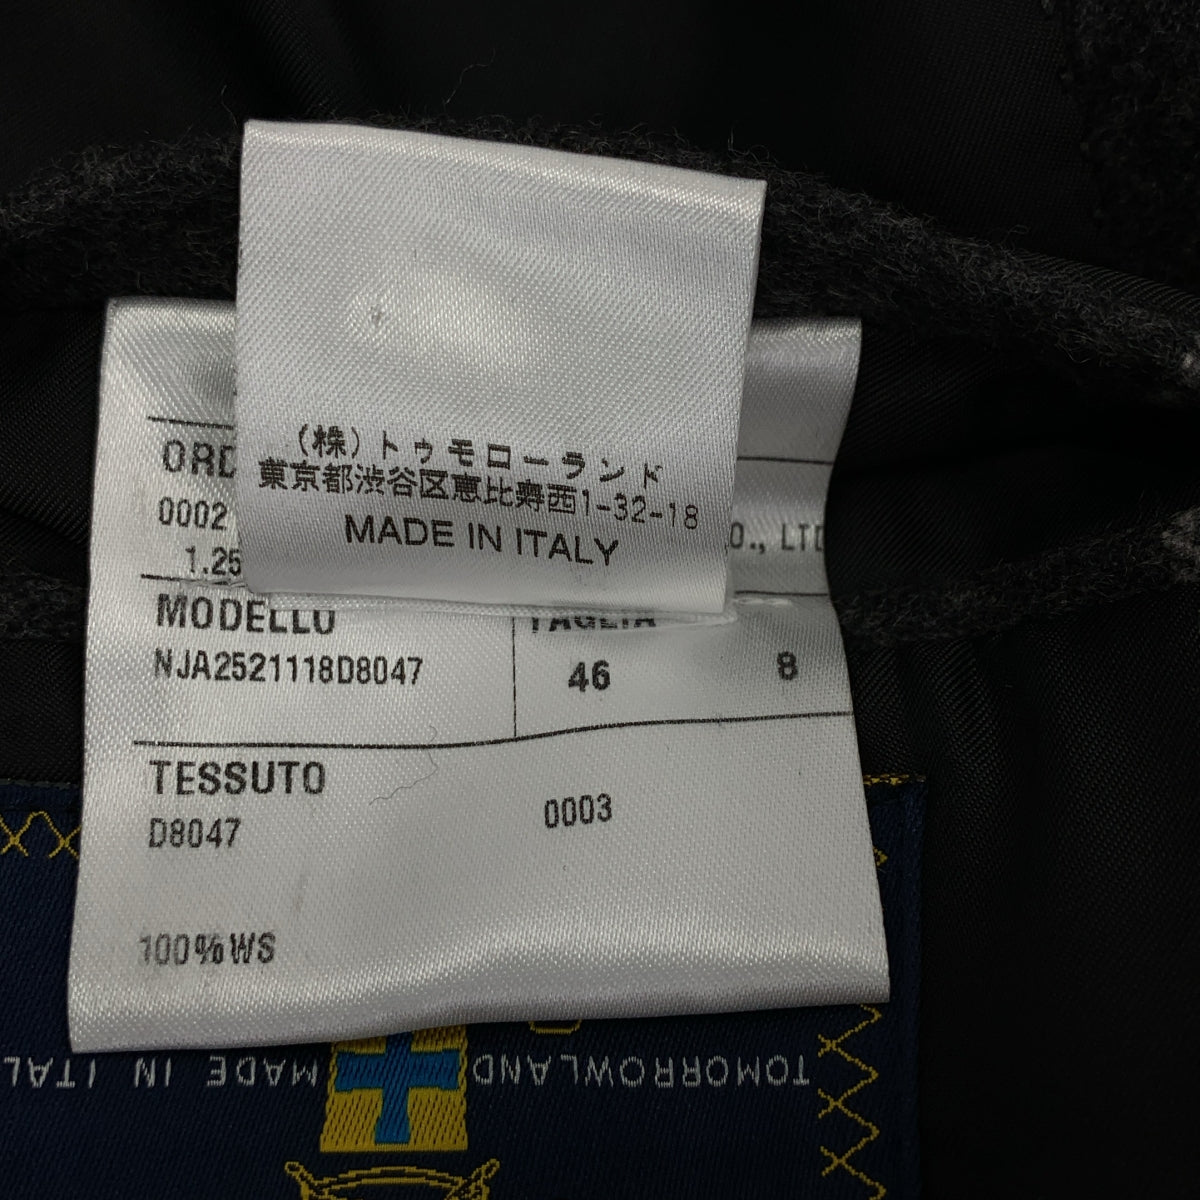 (株)トゥモローランド
東京都渋谷区恵比寿西1-32-18
MADE IN ITALY
ORD
0002
1.25
O., LTD
MODELLO
TAGLIA
NJA2521118D8047
46
8
TESSUTO
D8047
0003
100%WS
TOMORROWLAND MADE IN ITAL